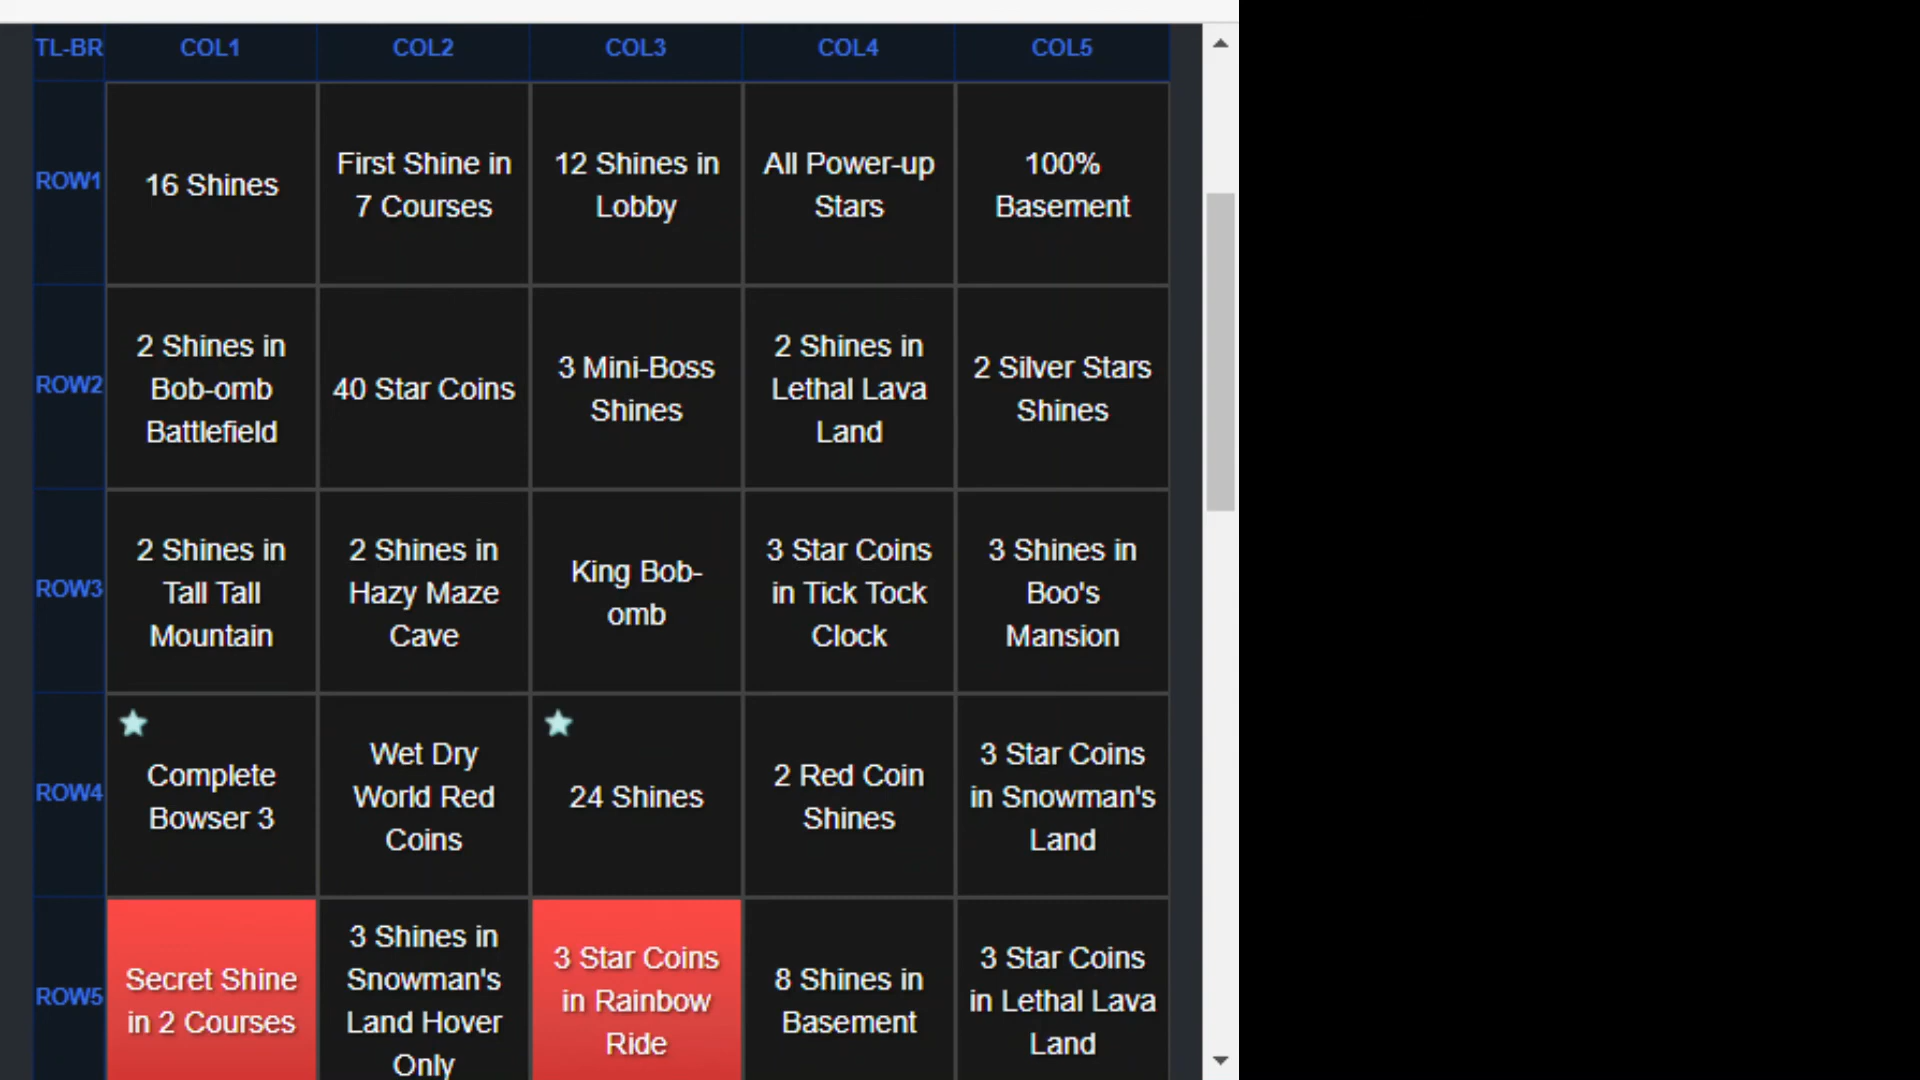 TL-BR COL1 COL2 COL3 COL4 COL5
ROW1
16 Shines
First Shine in
7 Courses
12 Shines in
Lobby
All Power-up
Stars
100%
Basement
ROW2
2 Shines in
Bob-omb
Battlefield
40 Star Coins
3 Mini-Boss
Shines
2 Shines in
Lethal Lava
Land
2 Silver Stars
Shines
ROW3
2 Shines in
Tall Tall
Mountain
2 Shines in
Hazy Maze
Cave
King Bob-
omb
3 Star Coins
in Tick Tock
Clock
3 Shines in
Boo's
Mansion
ROW4
Complete
Bowser 3
Wet Dry
World Red
Coins
24 Shines
2 Red Coin
Shines
3 Star Coins
in Snowman's
Land
ROW5
Secret Shine
in 2 Courses
3 Shines in
Snowman's
Land Hover
Only
3 Star Coins
in Rainbow
Ride
8 Shines in
Basement
3 Star Coins
in Lethal Lava
Land